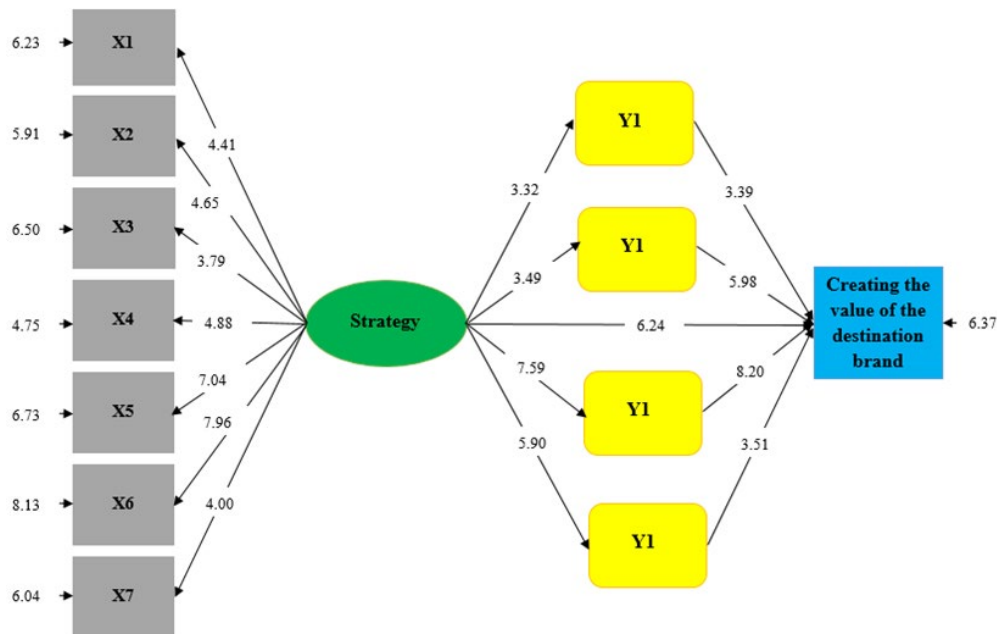 6.23
X1
5.91
X2
6.50
X3
4.75
X4
6.73
X5
8.13
X6
6.04
X7
4.41
4.65
3.79
4.88
7.04
7.96
4.00
Strategy
3.32
3.49
6.24
7.59
5.90
Y1
Y1
Y1
Y1
3.39
5.98
8.20
3.51
Creating the
value of the
destination
brand
6.37